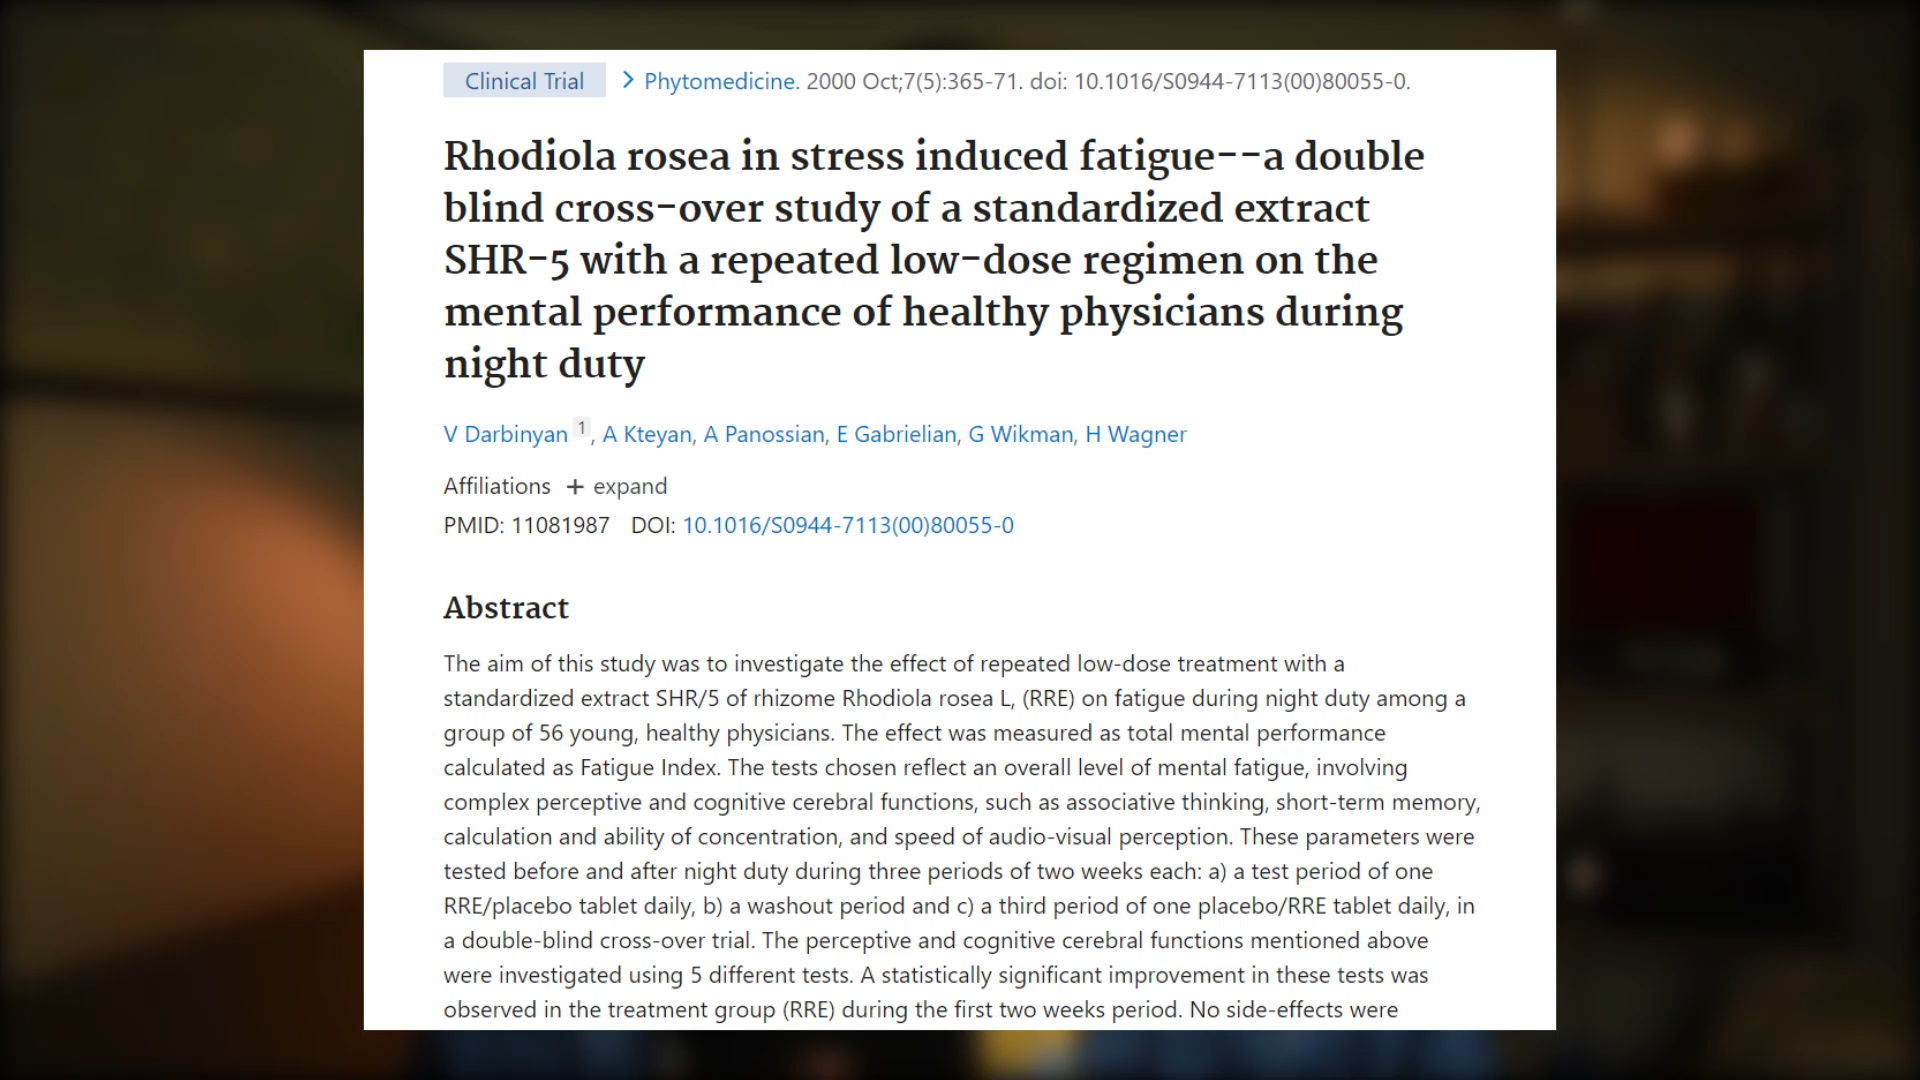 Clinical Trial > Phytomedicine. 2000 Oct;7(5):365-71. doi: 10.1016/S0944-7113(00)80055-0.
Rhodiola rosea in stress induced fatigue--a double
blind cross-over study of a standardized extract
SHR-5 with a repeated low-dose regimen on the
mental performance of healthy physicians during
night duty
V Darbinyan 1, A Kteyan, A Panossian, E Gabrielian, G Wikman, H Wagner
Affiliations + expand
PMID: 11081987 DOI: 10.1016/S0944-7113(00)80055-0
Abstract
The aim of this study was to investigate the effect of repeated low-dose treatment with a
standardized extract SHR/5 of rhizome Rhodiola rosea L, (RRE) on fatigue during night duty among a
group of 56 young, healthy physicians. The effect was measured as total mental performance
calculated as Fatigue Index. The tests chosen reflect an overall level of mental fatigue, involving
complex perceptive and cognitive cerebral functions, such as associative thinking, short-term memory,
calculation and ability of concentration, and speed of audio-visual perception. These parameters were
tested before and after night duty during three periods of two weeks each: a) a test period of one
RRE/placebo tablet daily, b) a washout period and c) a third period of one placebo/RRE tablet daily, in
a double-blind cross-over trial. The perceptive and cognitive cerebral functions mentioned above
were investigated using 5 different tests. A statistically significant improvement in these tests was
observed in the treatment group (RRE) during the first two weeks period. No side-effects were